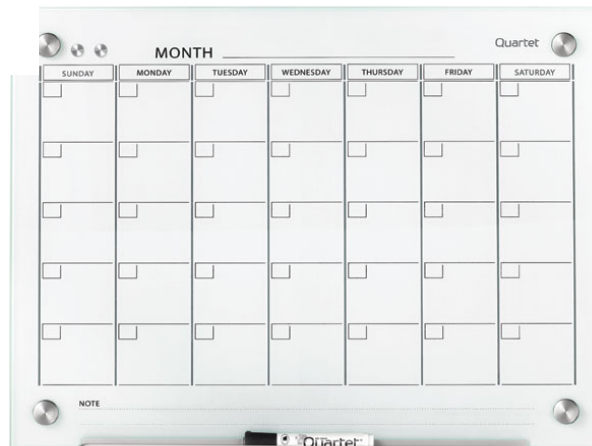 MONTH
Quartet
SUNDAY MONDAY TUESDAY WEDNESDAY THURSDAY FRIDAY SATURDAY
NOTE
Quartet